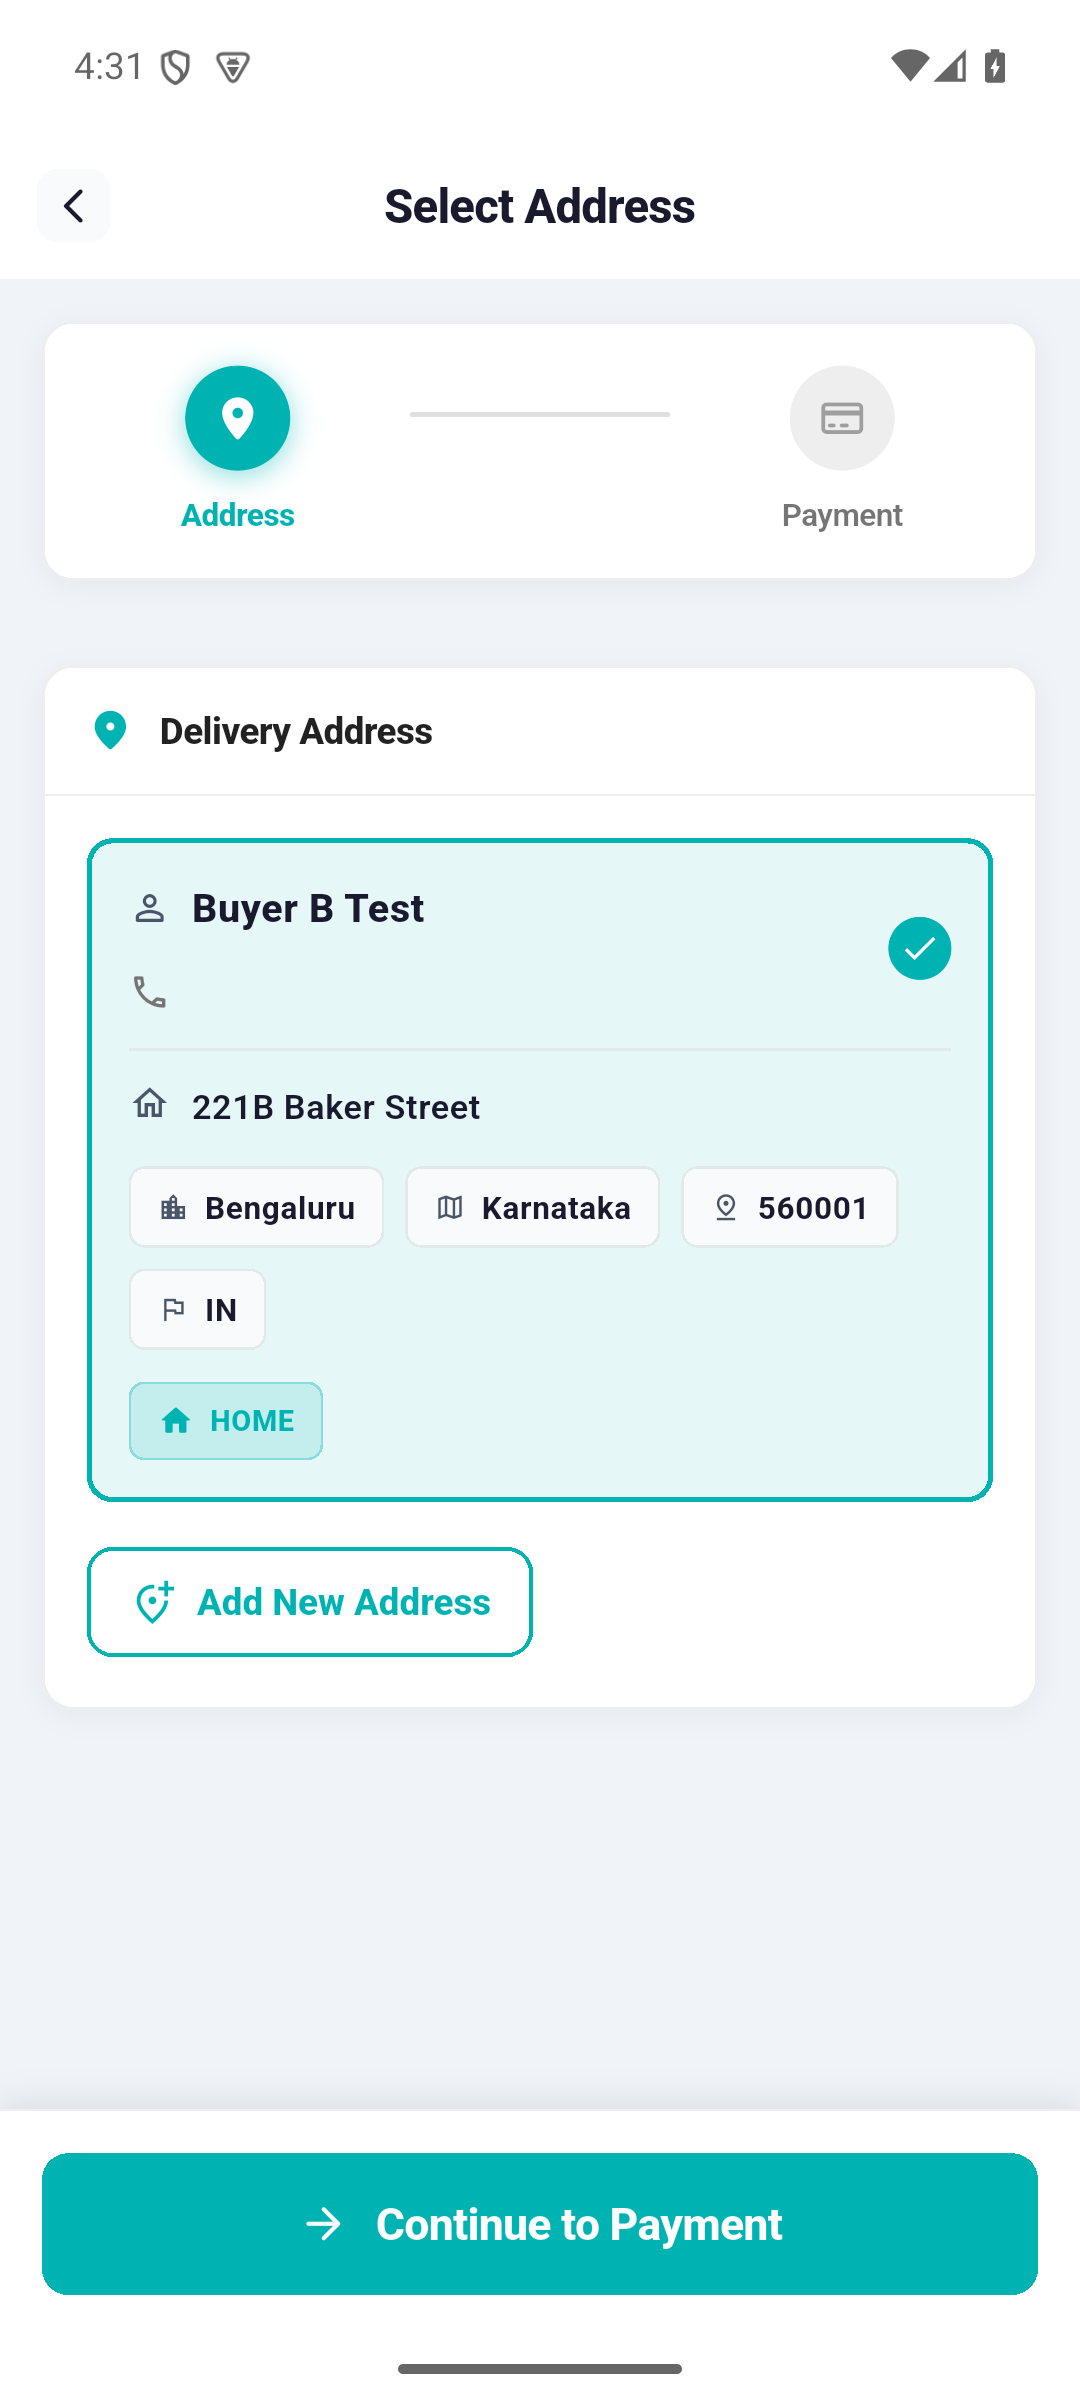 4:31
Select Address
Address
Payment
Delivery Address
Buyer B Test
221B Baker Street
Bengaluru
Karnataka
560001
IN
HOME
Add New Address
Continue to Payment